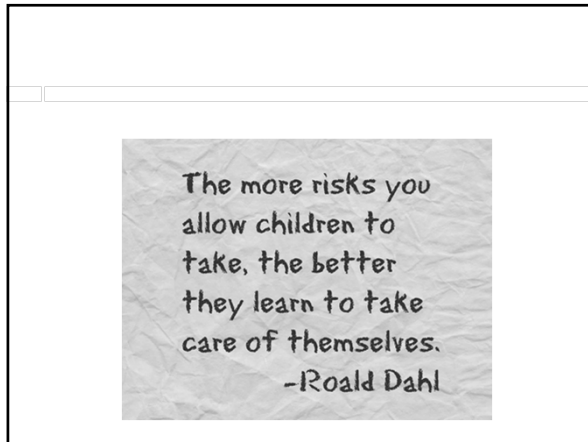 The more risks you
allow children to
take, the better
they learn to take
care of themselves.
-Roald Dahl